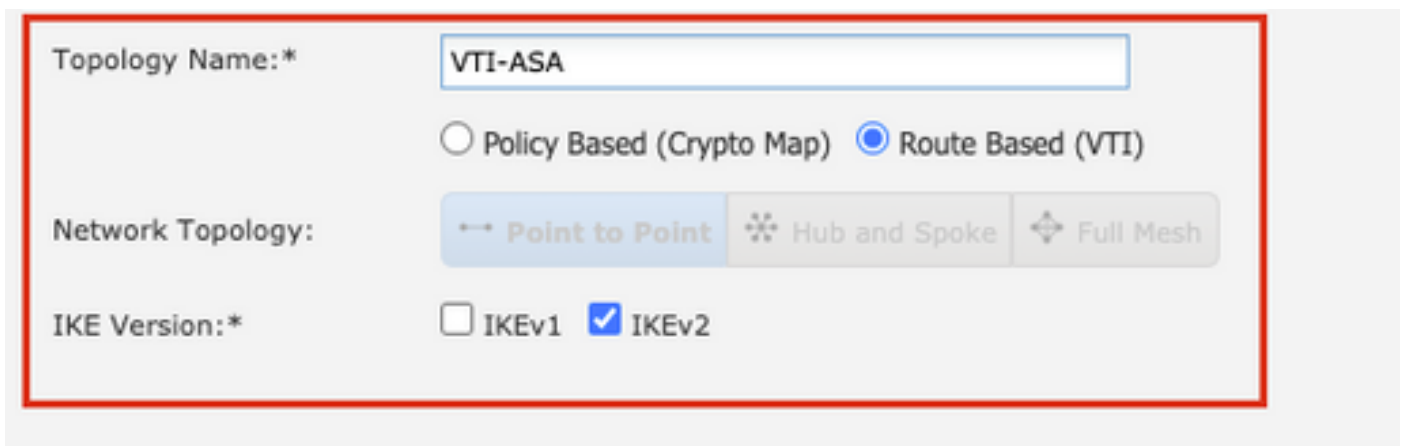 Topology Name:* VTI-ASA
Policy Based (Crypto Map) Route Based (VTI)
Network Topology: Point to Point Hub and Spoke Full Mesh
IKE Version:* IKEv1 IKEv2